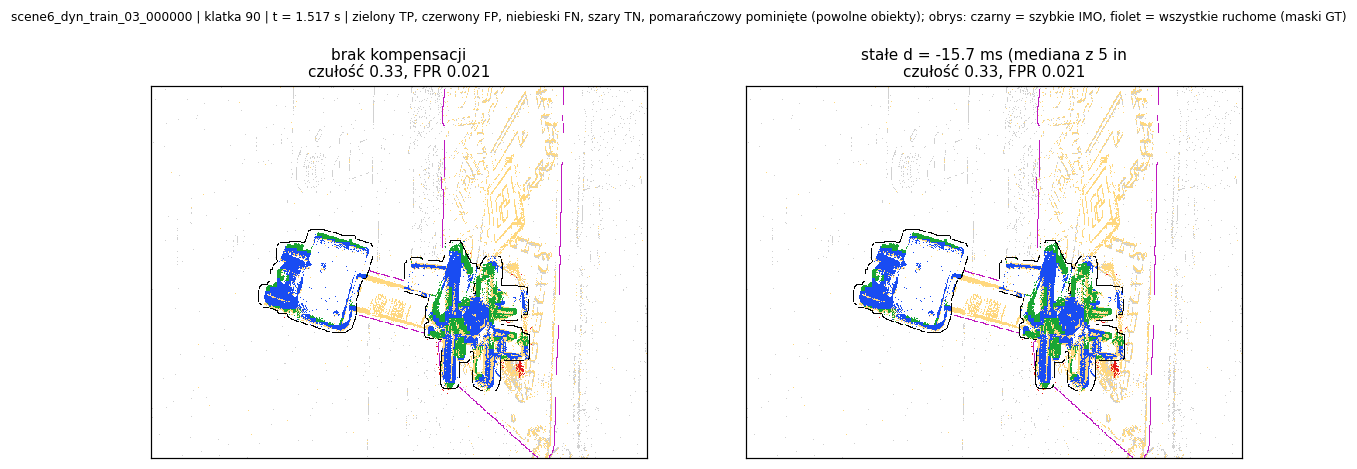 scene6_dyn_train_03_000000 | klatka 90 | t = 1.517 s | zielony TP, czerwony FP, niebieski FN, szary TN, pomarańczowy pominięte (powolne obiekty); obrys: czarny = szybkie IMO, fiolet = wszystkie ruchome (maski GT)
brak kompensacji
czułość 0.33, FPR 0.021
stałe d = -15.7 ms (mediana z 5 in
czułość 0.33, FPR 0.021